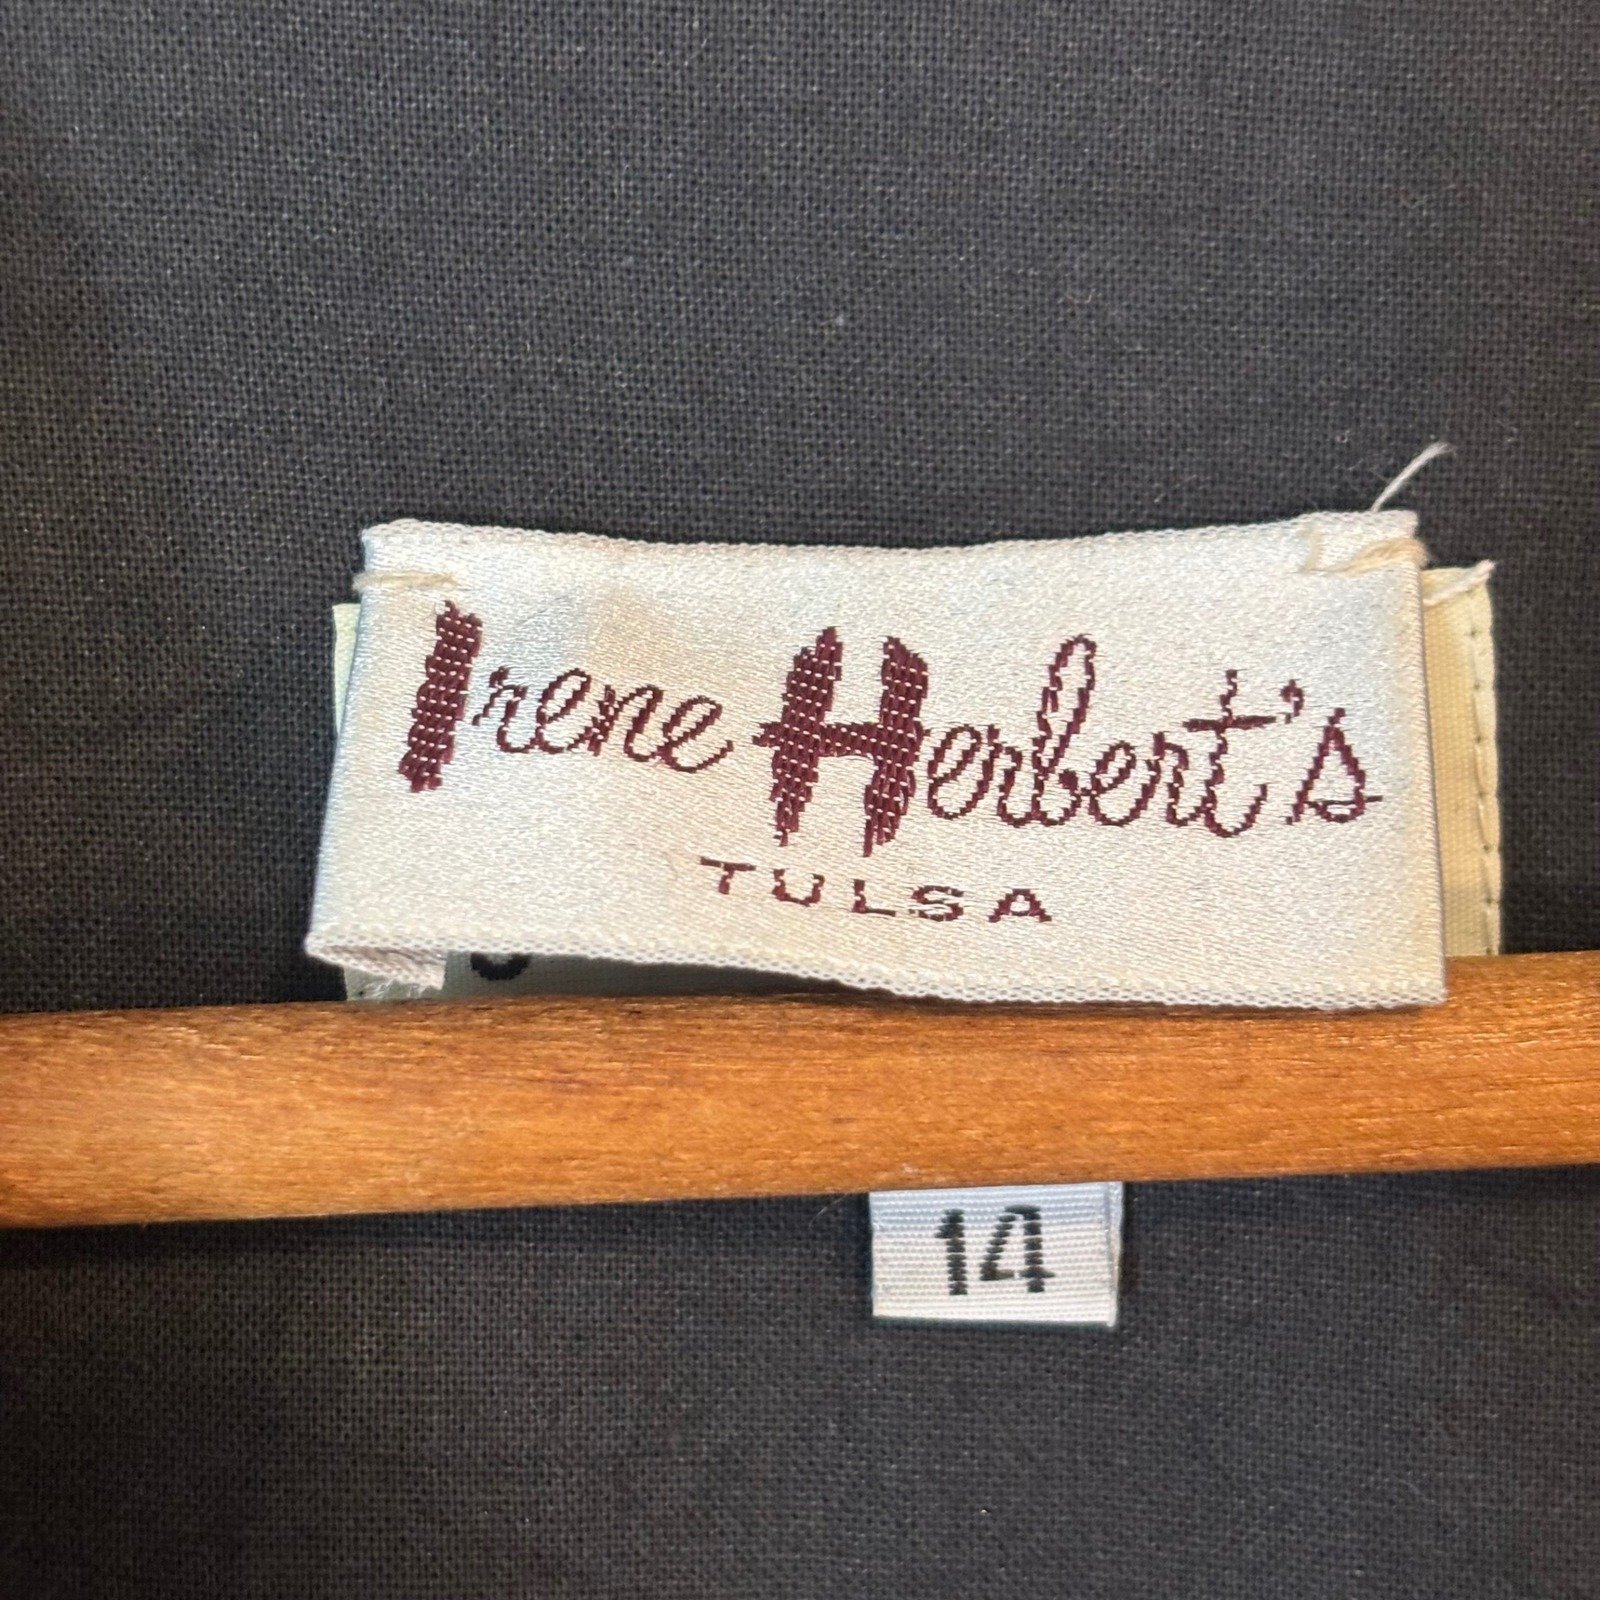 Irene Herbert's
TULSA
14